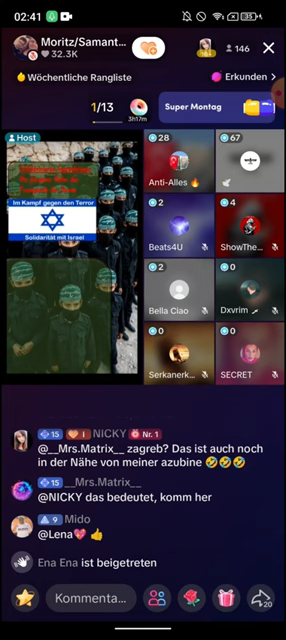 02:41
35
Moritz/Samant...
32.3K
146
Wöchentliche Rangliste
Erkunden >
1/13
3h17m
Super Montag
Host
Im Kampf gegen den Terror
Solidarität mit Israel
28
Anti-Alles 🔥
67
2
Beats4U
4
ShowThe...
2
Bella Ciao
0
Dxvrim
0
Serkanerk...
0
SECRET
15 I NICKY Nr. 1
@__Mrs.Matrix__ zagreb? Das ist auch noch
in der Nähe von meiner azubine 🤣🤣🤣
15 __Mrs.Matrix__
@NICKY das bedeutet, komm her
9 Mido
@Lena💖 👍
Ena Ena ist beigetreten
Kommenta...
20